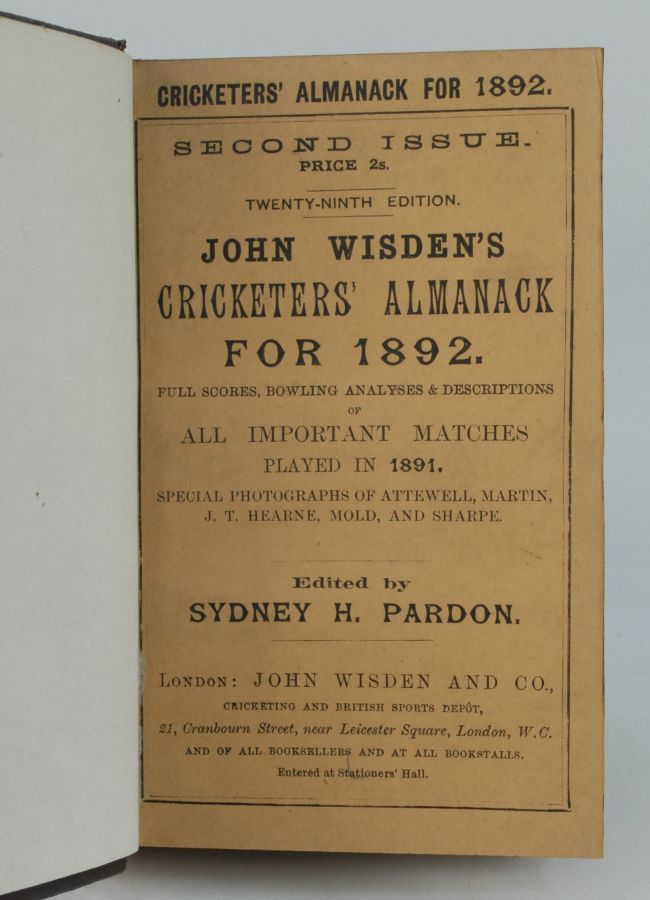 CRICKETERS' ALMANACK FOR 1892.
SECOND ISSUE.
PRICE 2s.
TWENTY-NINTH EDITION.
JOHN WISDEN'S
CRICKETERS' ALMANACK
FOR 1892.
FULL SCORES, BOWLING ANALYSES & DESCRIPTIONS
OF
ALL IMPORTANT MATCHES
PLAYED IN 1891.
SPECIAL PHOTOGRAPHS OF ATTEWELL, MARTIN,
J. T. HEARNE, MOLD, AND SHARPE.
Edited by
SYDNEY H. PARDON.
LONDON: JOHN WISDEN AND CO.,
CRICKETING AND BRITISH SPORTS DEPÔT,
21, Cranbourn Street, near Leicester Square, London, W.C.
AND OF ALL BOOKSELLERS AND AT ALL BOOKSTALLS.
Entered at Stationers' Hall.